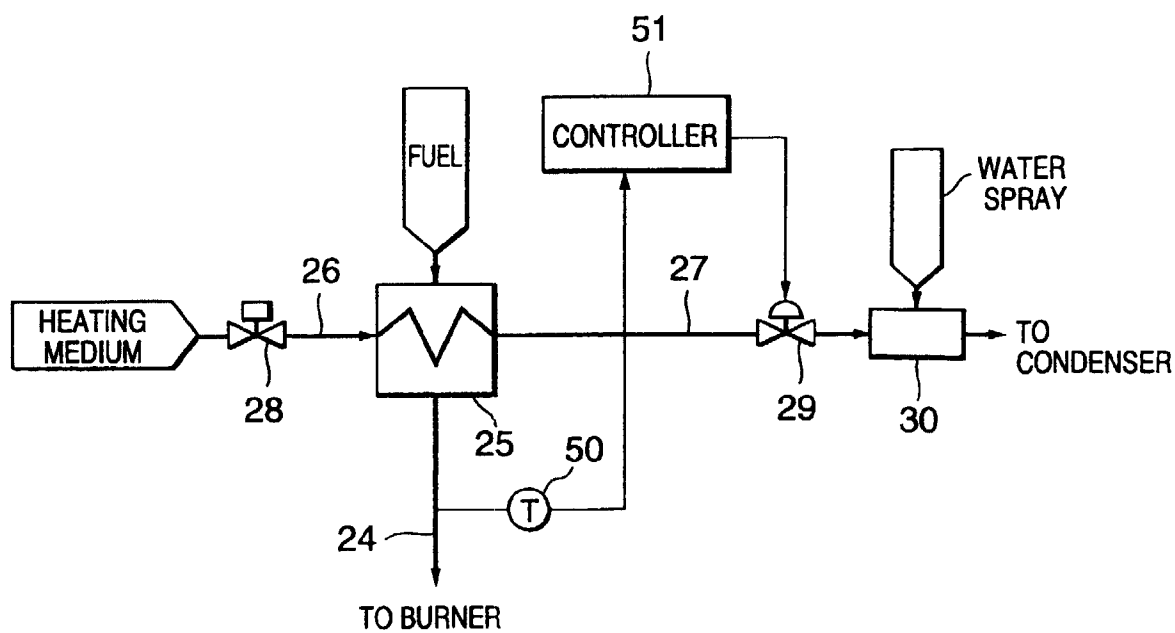 51
CONTROLLER
FUEL
WATER
SPRAY
26
27
HEATING
MEDIUM
TO
CONDENSER
28
25
29
30
50
T
24
TO BURNER